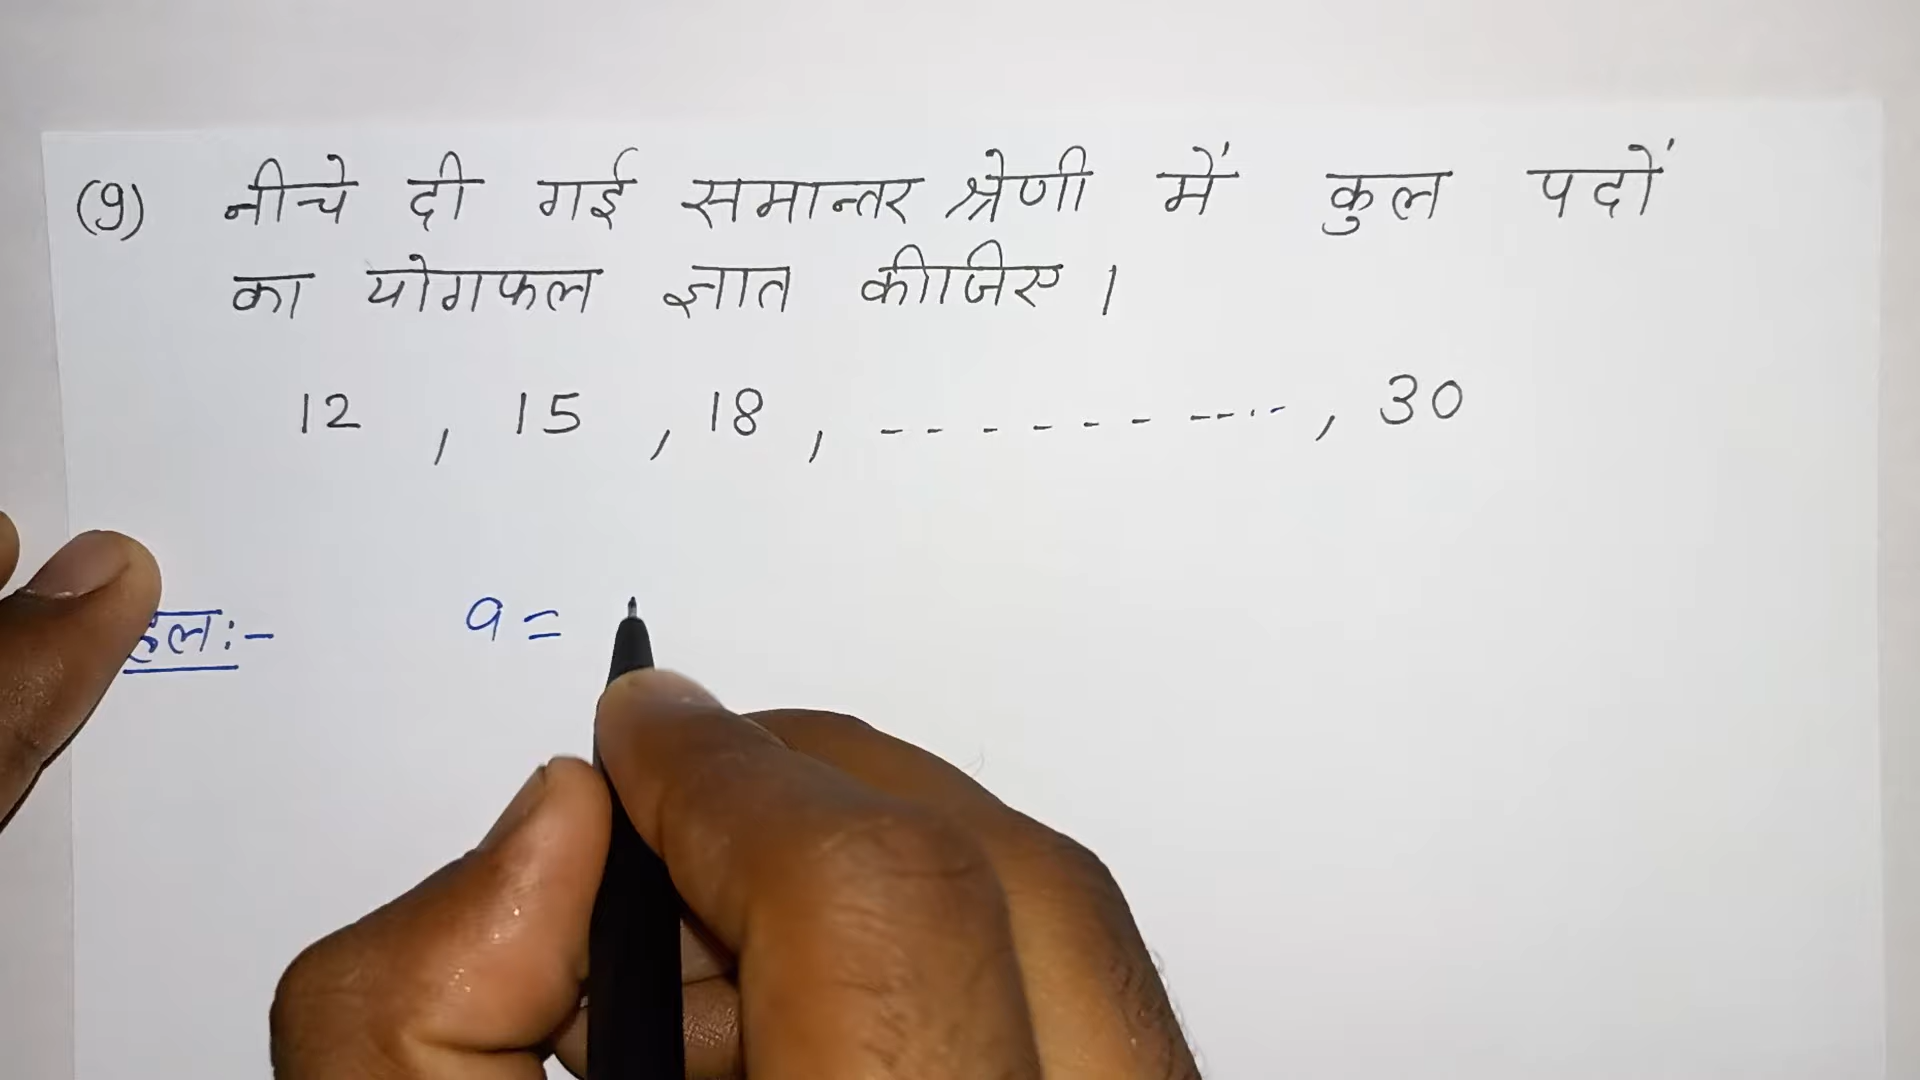 (9) नीचे दी गई समान्तर श्रेणी में कुल पदों
का योगफल ज्ञात कीजिए।
12 , 15 , 18 , ----------- , 30
हल:- a =